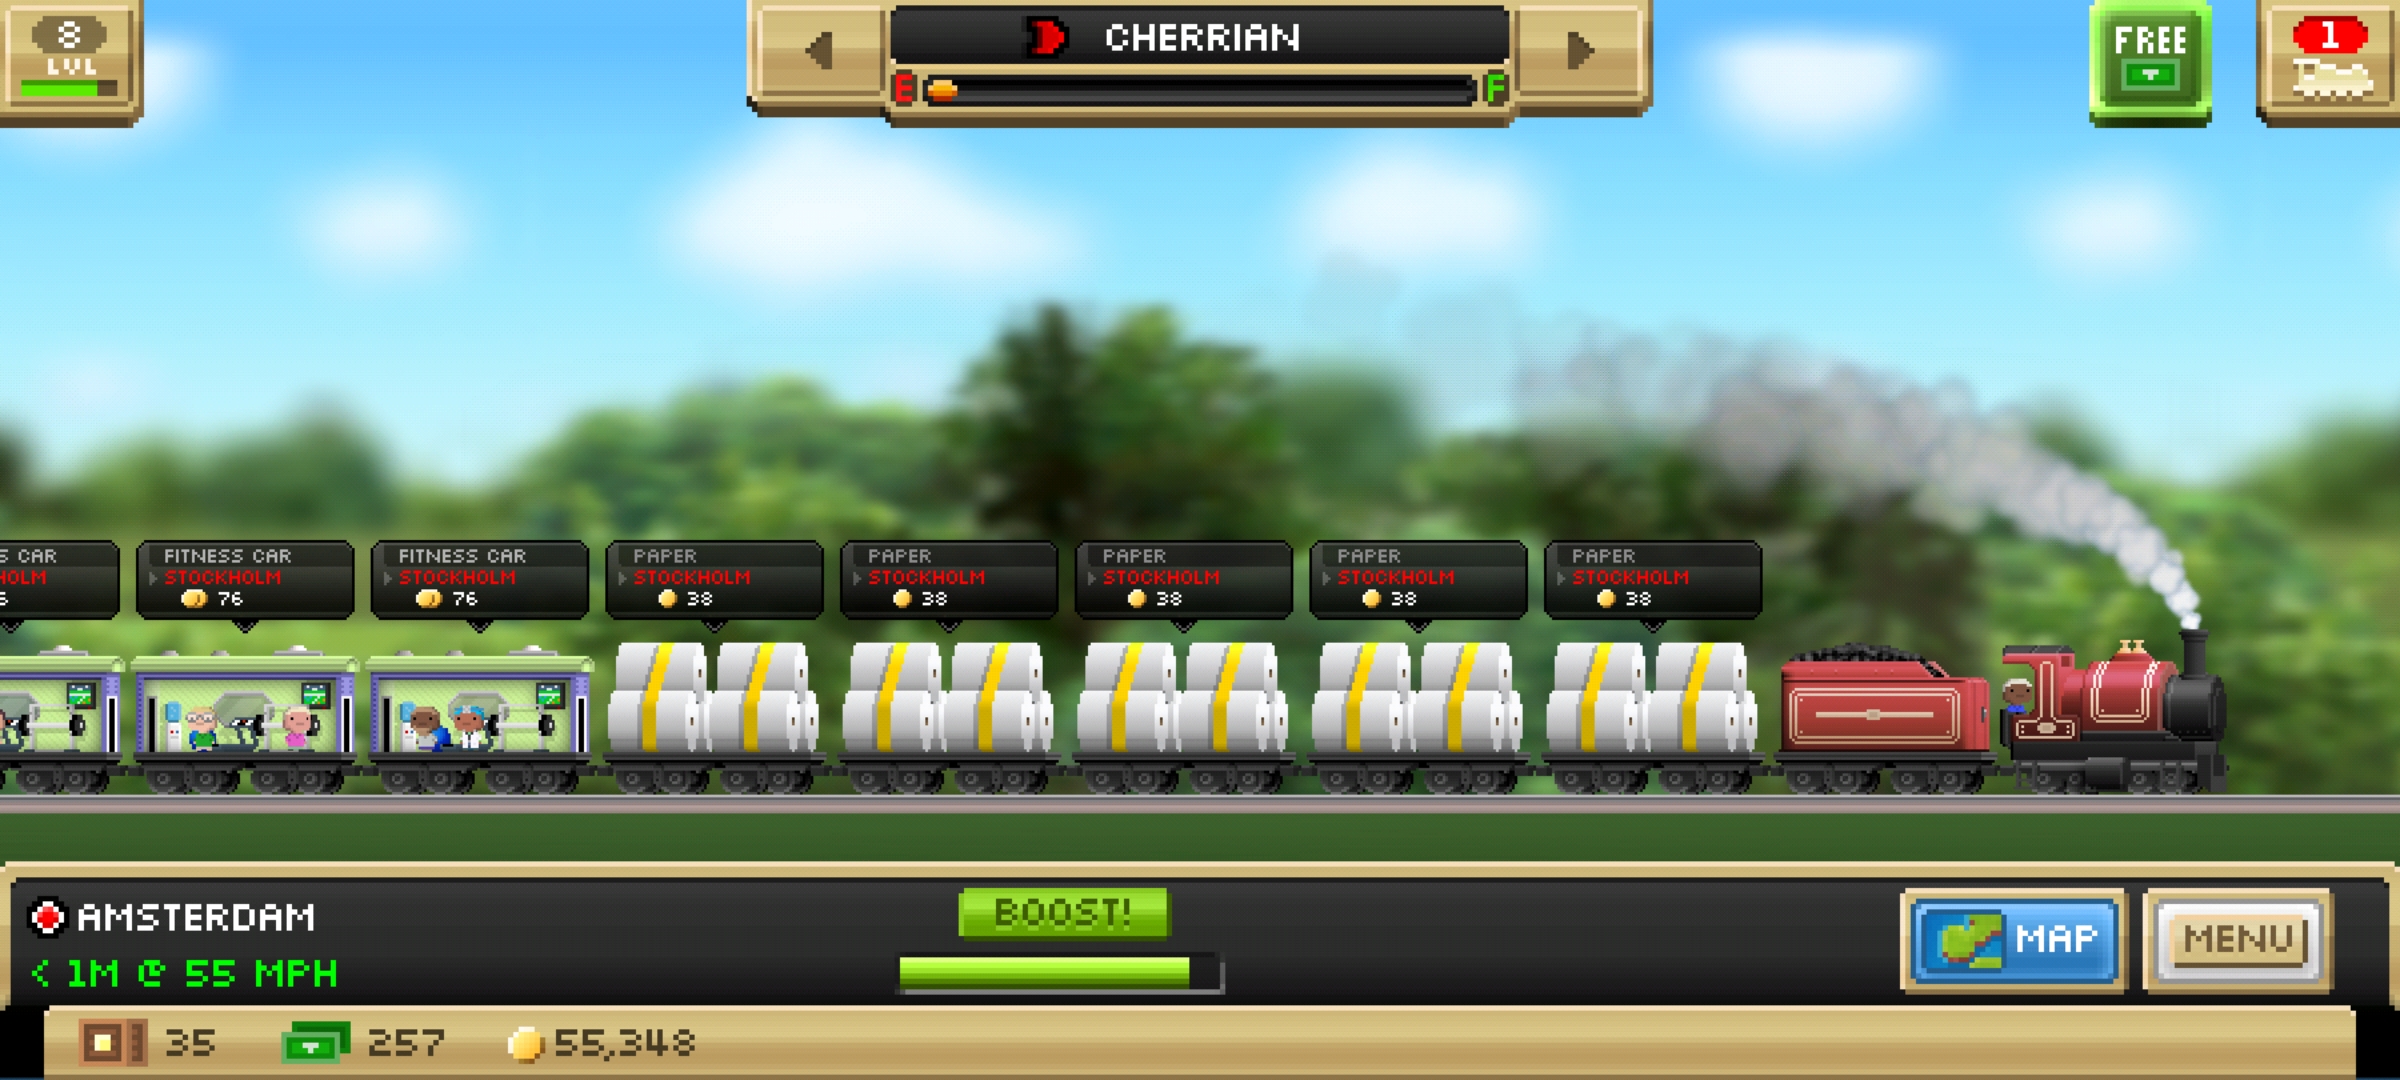 8
LVL
CHERRIAN
E F
FREE
1
S CAR
HOLM
FITNESS CAR
STOCKHOLM
76
FITNESS CAR
STOCKHOLM
76
PAPER
STOCKHOLM
38
PAPER
STOCKHOLM
38
PAPER
STOCKHOLM
38
PAPER
STOCKHOLM
38
PAPER
STOCKHOLM
38
AMSTERDAM
< 1M @ 55 MPH
BOOST!
MAP
MENU
35
257
55,348